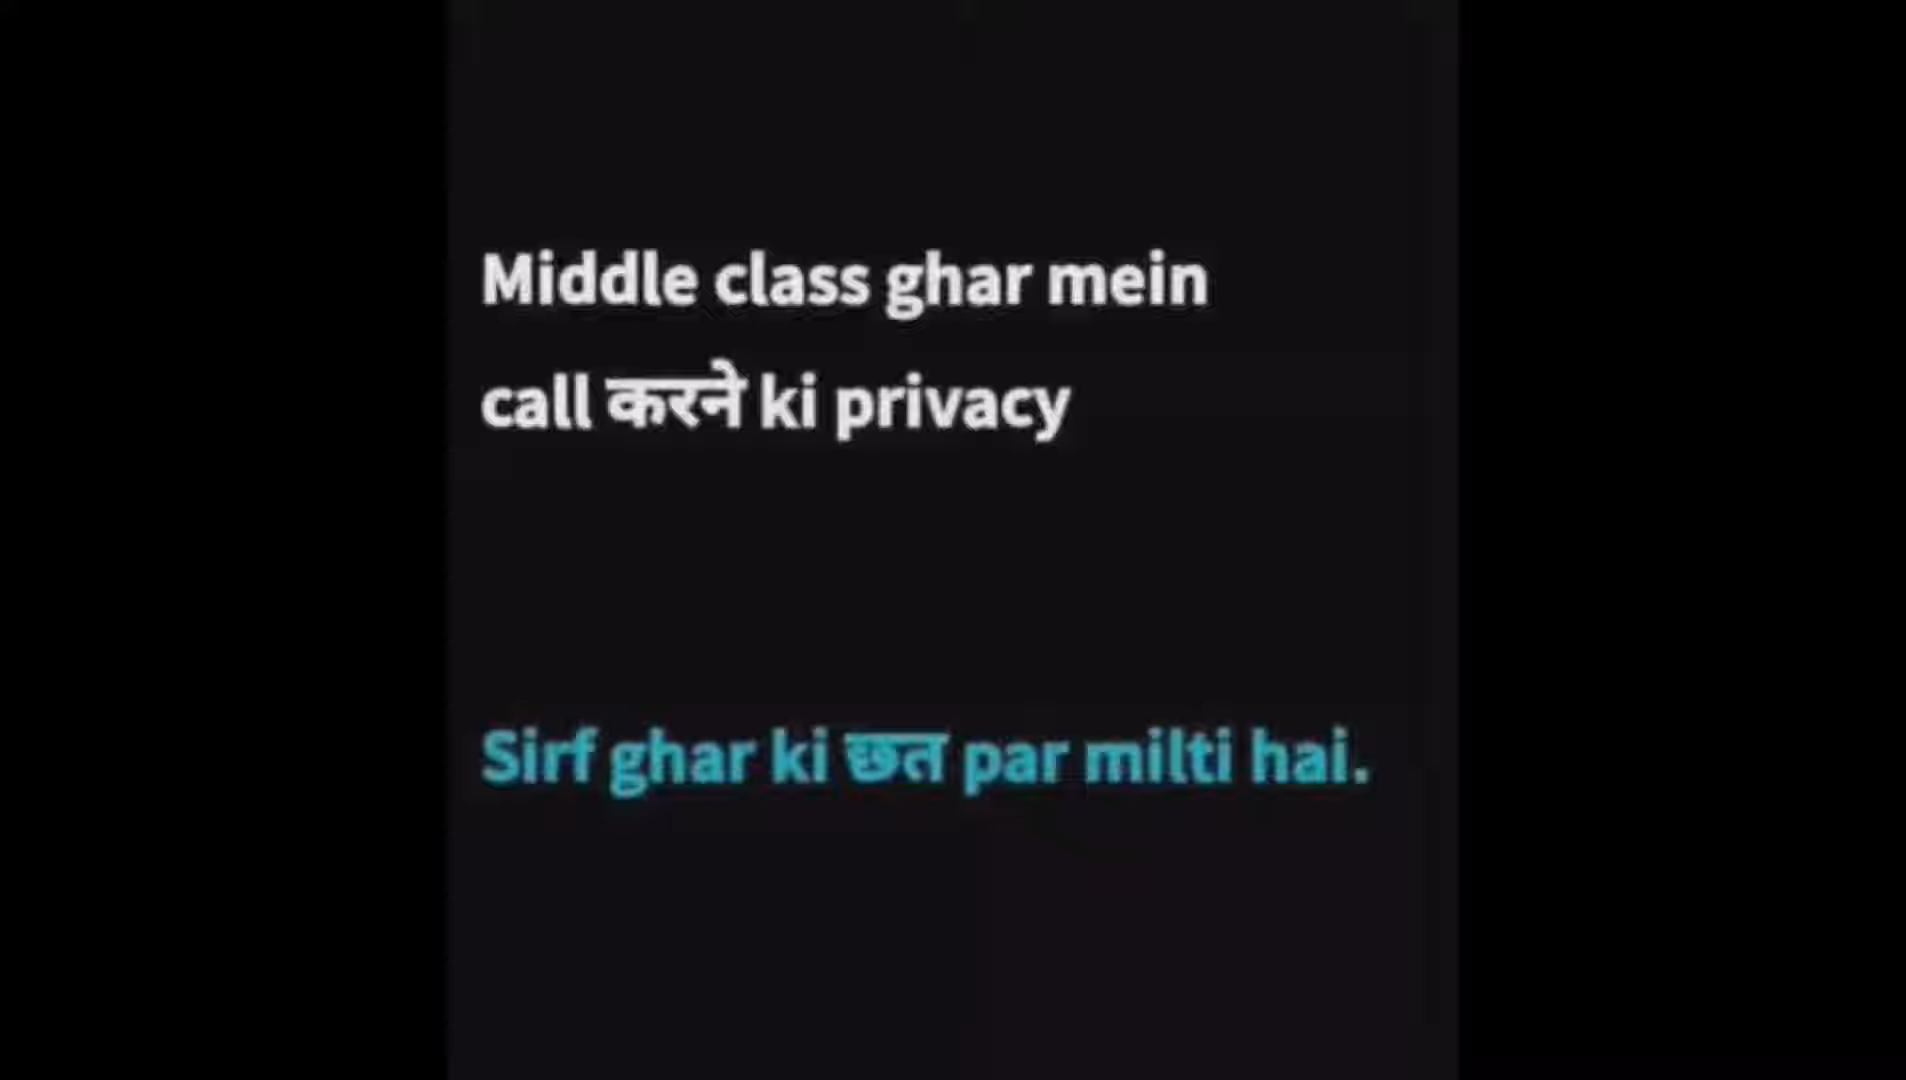 Middle class ghar mein
call करने ki privacy
Sirf ghar ki छत par milti hai.